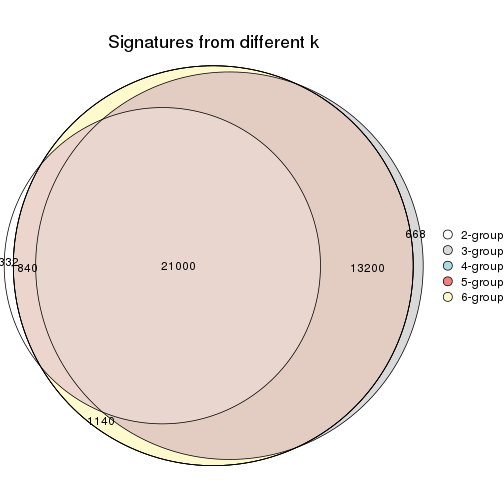 Signatures from different k
668
2-group
3-group
332
840
21000
13200
4-group
5-group
6-group
1140